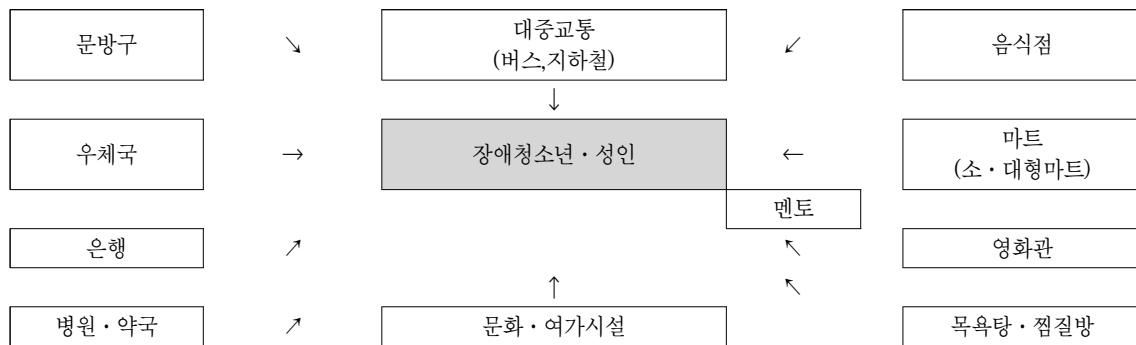 문방구 ↘ 대중교통 ↙ 음식점
(버스,지하철)
↓
우체국 → 장애청소년・성인 ← 마트
(소・대형마트)
멘토
은행 ↗ ↖ 영화관
↑ ↖
병원・약국 ↗ 문화・여가시설 목욕탕・찜질방